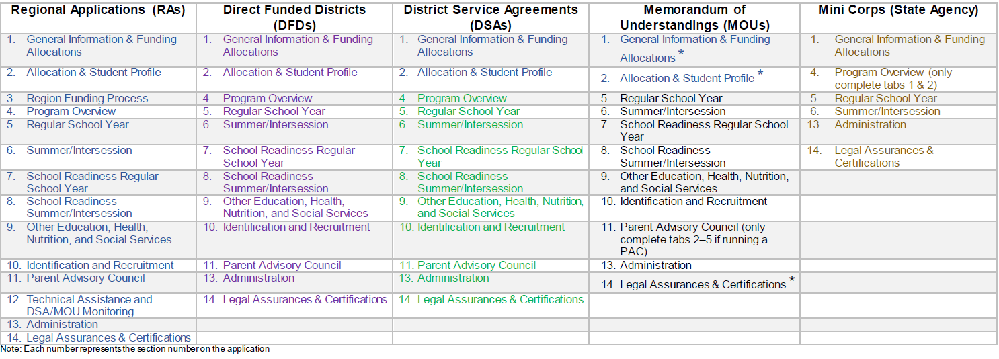 Regional Applications (RAs)
Direct Funded Districts
(DFDs)
District Service Agreements
(DSAs)
Memorandum of
Understandings (MOUs)
Mini Corps (State Agency)
1. General Information & Funding
Allocations
1. General Information & Funding
Allocations
1. General Information & Funding
Allocations
1. General Information & Funding
Allocations *
1. General Information & Funding
Allocations
2. Allocation & Student Profile
2. Allocation & Student Profile
2. Allocation & Student Profile
2. Allocation & Student Profile *
4. Program Overview (only
complete tabs 1 & 2)
3. Region Funding Process
4. Program Overview
4. Program Overview
5. Regular School Year
5. Regular School Year
4. Program Overview
5. Regular School Year
5. Regular School Year
6. Summer/Intersession
6. Summer/Intersession
5. Regular School Year
6. Summer/Intersession
6. Summer/Intersession
7. School Readiness Regular School
Year
13. Administration
6. Summer/Intersession
7. School Readiness Regular
School Year
7. School Readiness Regular School
Year
8. School Readiness
Summer/Intersession
14. Legal Assurances &
Certifications
7. School Readiness Regular
School Year
8. School Readiness
Summer/Intersession
8. School Readiness
Summer/Intersession
9. Other Education, Health, Nutrition,
and Social Services
8. School Readiness
Summer/Intersession
9. Other Education, Health,
Nutrition, and Social Services
9. Other Education, Health, Nutrition,
and Social Services
10. Identification and Recruitment
9. Other Education, Health,
Nutrition, and Social Services
10. Identification and Recruitment
10. Identification and Recruitment
11. Parent Advisory Council (only
complete tabs 2–5 if running a
PAC).
10. Identification and Recruitment
11. Parent Advisory Council
11. Parent Advisory Council
13. Administration
11. Parent Advisory Council
13. Administration
13. Administration
14. Legal Assurances & Certifications *
12. Technical Assistance and
DSA/MOU Monitoring
14. Legal Assurances & Certifications
14. Legal Assurances & Certifications
13. Administration
14. Legal Assurances & Certifications
Note: Each number represents the section number on the application